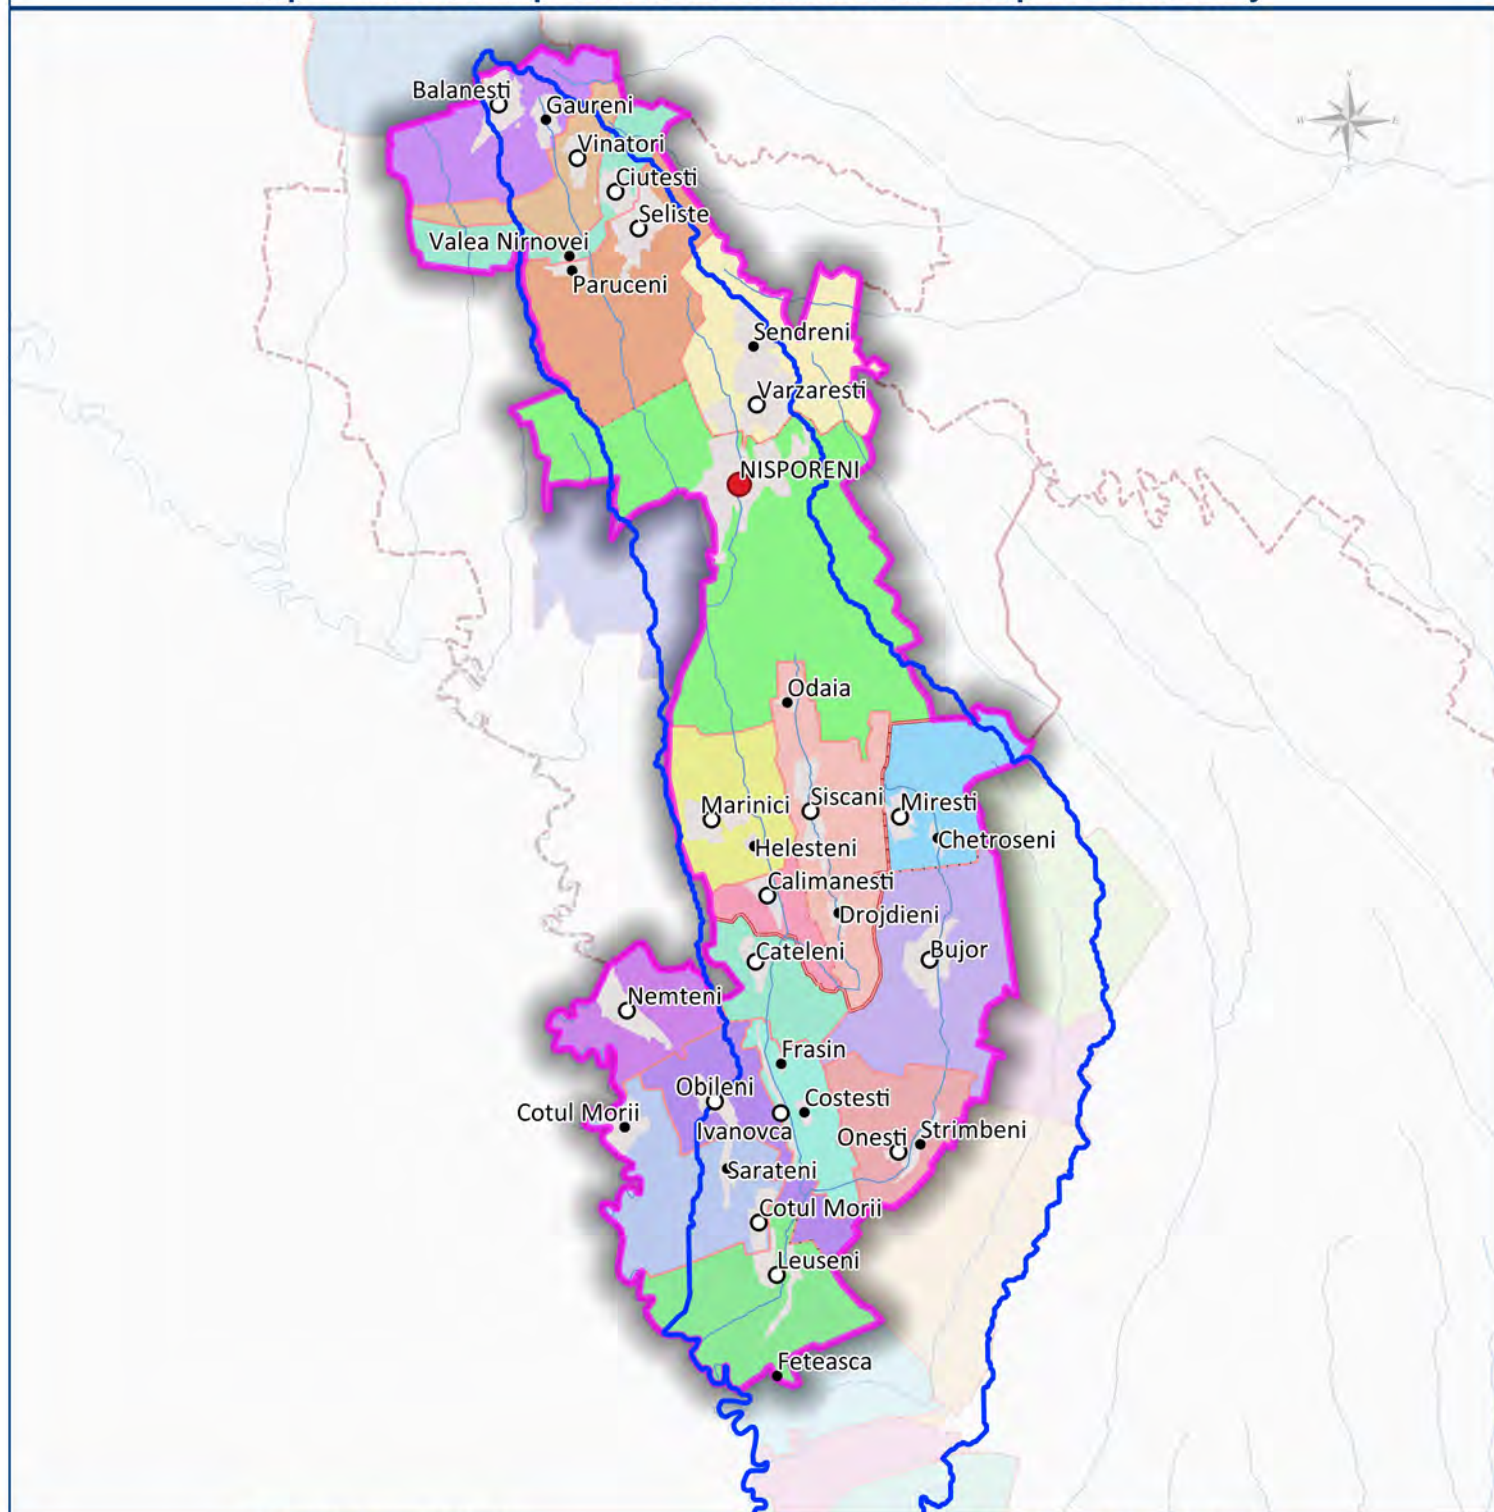 Balanesti
Gaureni
Vinatori
Ciutesti
Seliste
Valea Nirnovei
Paruceni
Sendreni
Varzaresti
NISPORENI
Odaia
Marinici
Siscani
Miresti
Helesteni
Chetroseni
Calimanesti
Drojdieni
Cateleni
Bujor
Nemteni
Frasin
Obileni
Costesti
Cotul Morii
Ivanovca
Onesti
Strimbeni
Sarateni
Cotul Morii
Leuseni
Feteasca